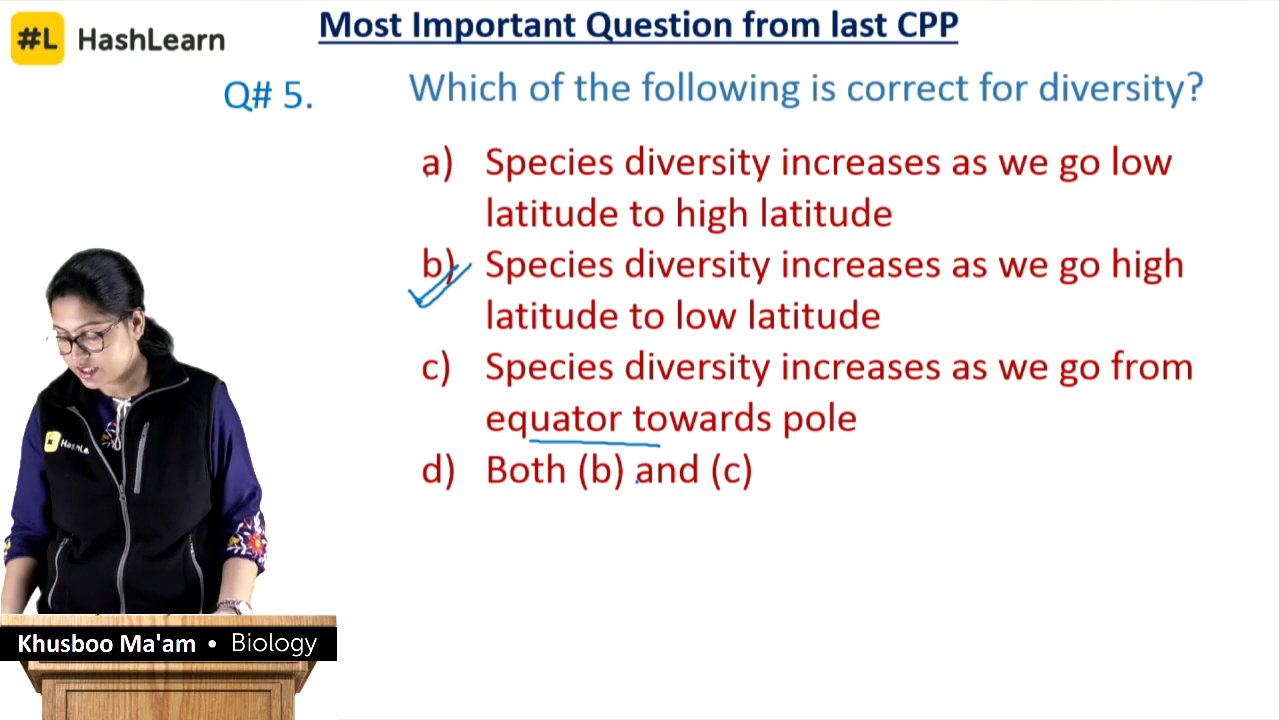 Most Important Question from last CPP
#L HashLearn
Q# 5.
Which of the following is correct for diversity?
a) Species diversity increases as we go low
latitude to high latitude
b) Species diversity increases as we go high
latitude to low latitude
c) Species diversity increases as we go from
equator towards pole
d) Both (b) and (c)
# HashLe
Khusboo Ma'am • Biology